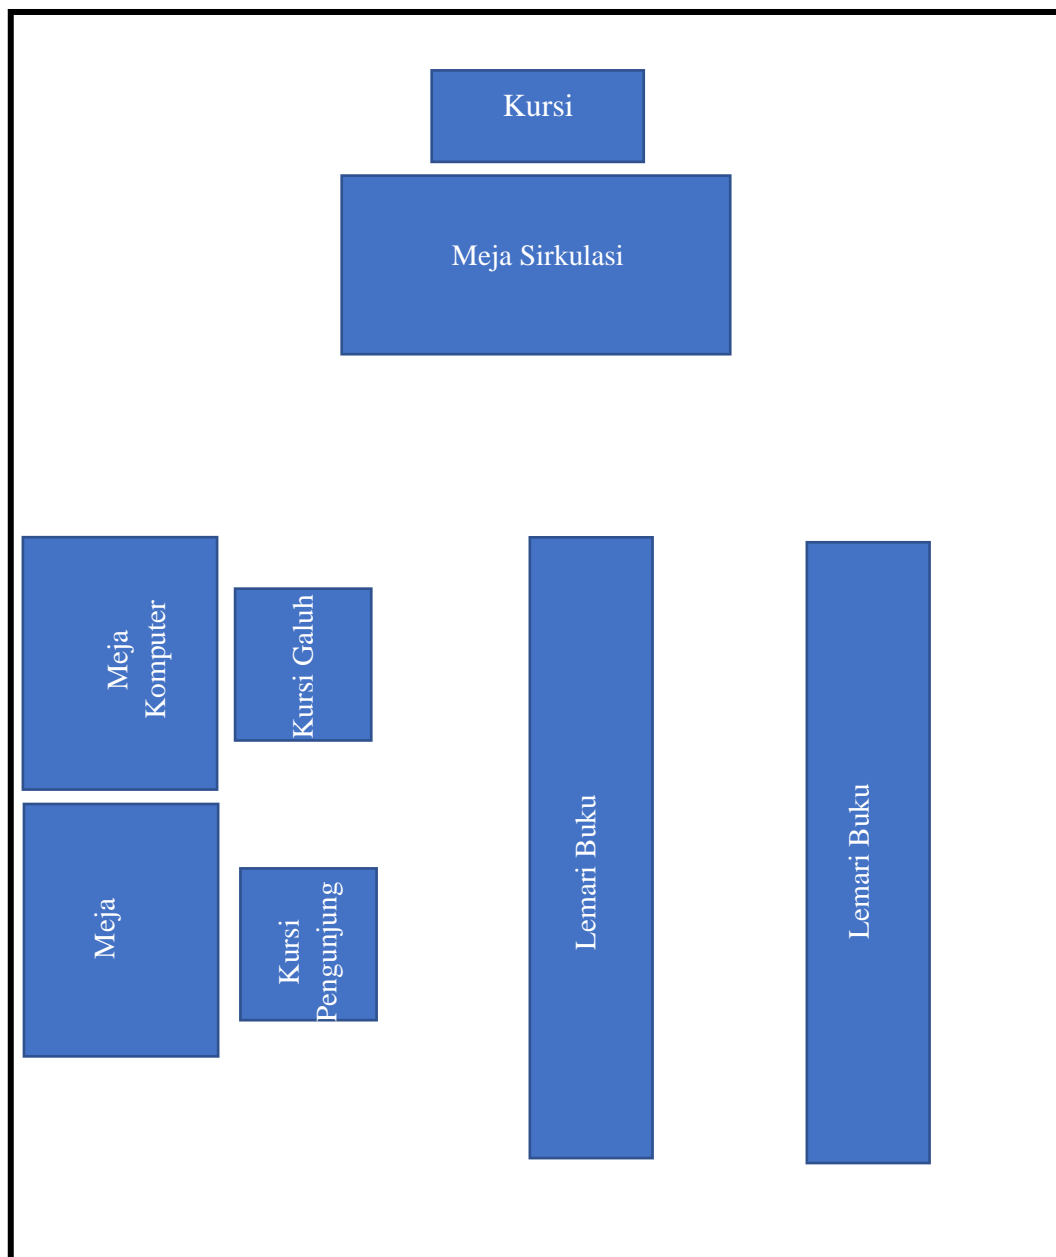 Kursi
Meja Sirkulasi
Meja
Komputer
Kursi Galuh
Meja
Kursi
Pengunjung
Lemari Buku
Lemari Buku